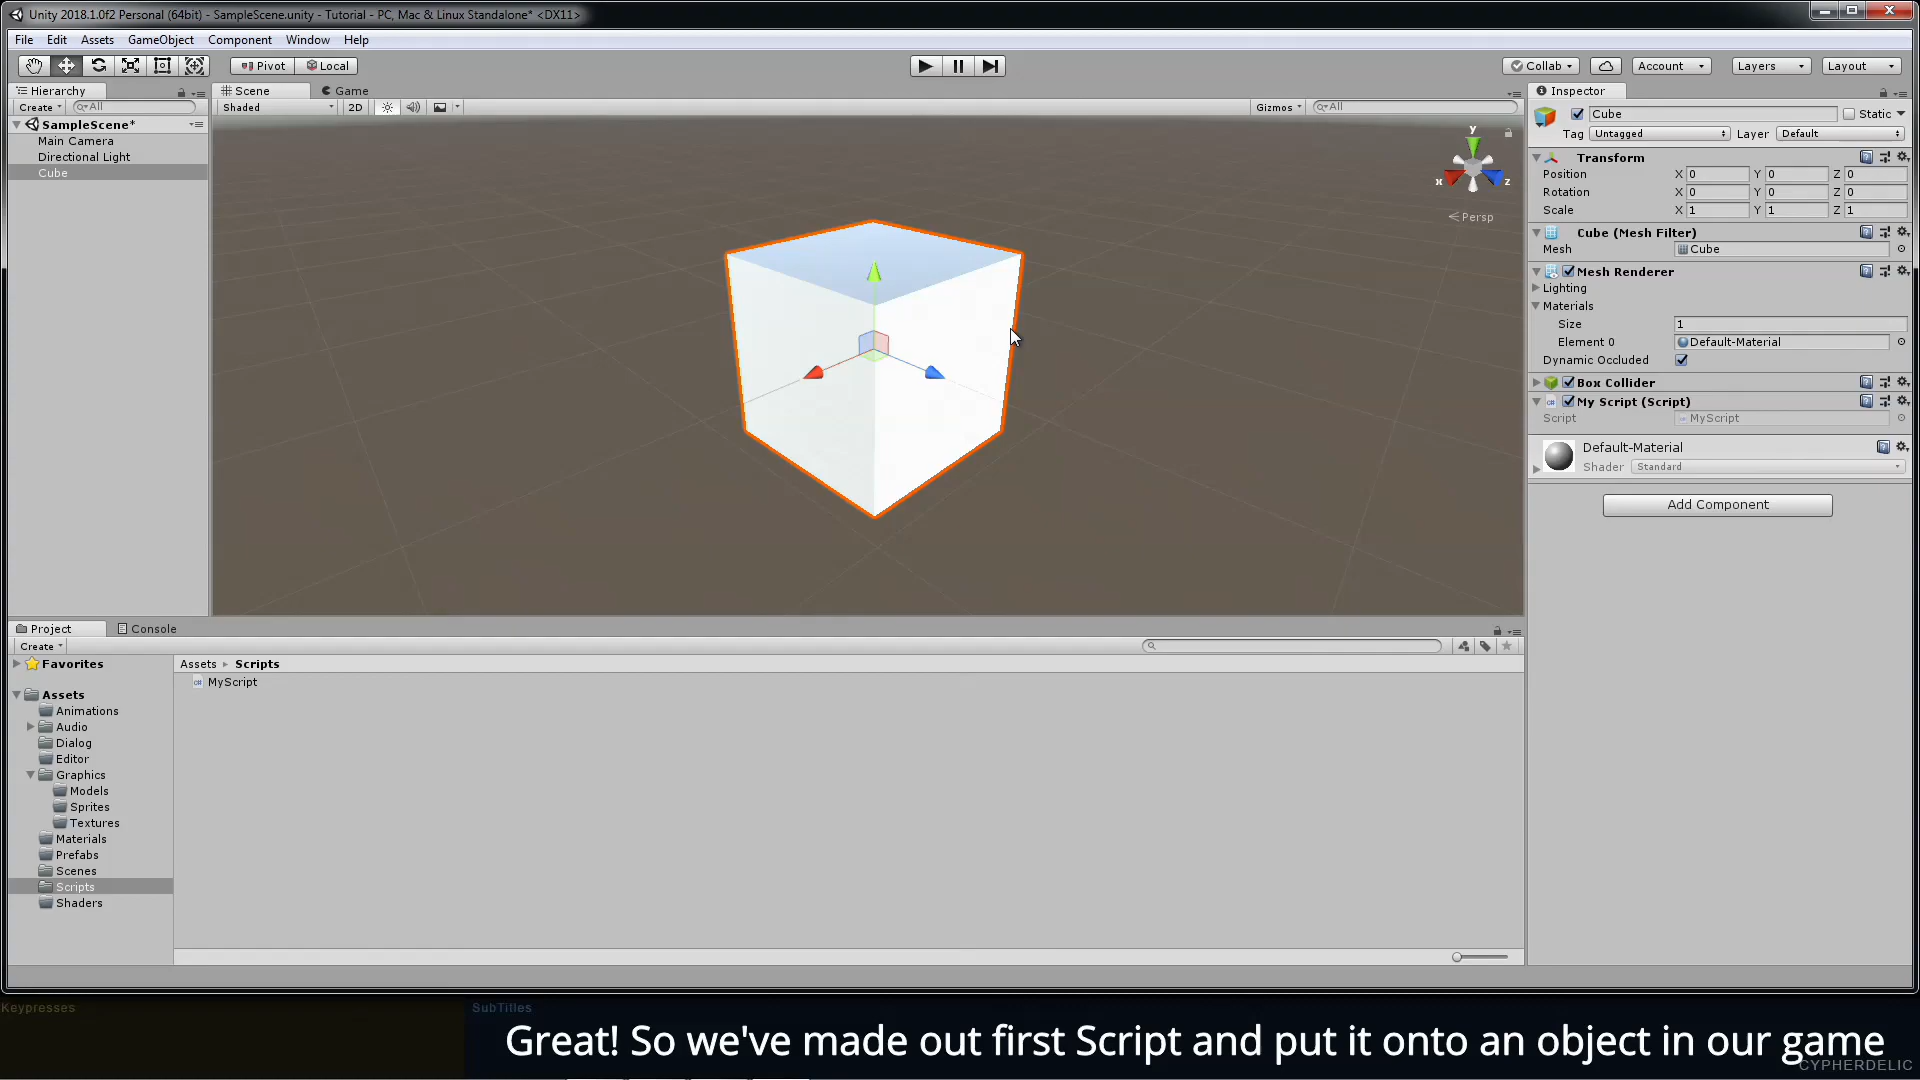 Unity 2018.1.0f2 Personal (64bit) - SampleScene.unity - Tutorial - PC, Mac & Linux Standalone* <DX11>
File Edit Assets GameObject Component Window Help
Pivot Local Collab Account Layers Layout
Hierarchy
Create All
SampleScene*
Main Camera
Directional Light
Cube
Scene Game
Shaded 2D Gizmos All
y
x z
Persp
Inspector
Cube Static
Tag Untagged Layer Default
Transform
Position X 0 Y 0 Z 0
Rotation X 0 Y 0 Z 0
Scale X 1 Y 1 Z 1
Cube (Mesh Filter)
Mesh Cube
Mesh Renderer
Lighting
Materials
Size 1
Element 0 Default-Material
Dynamic Occluded
Box Collider
My Script (Script)
Script MyScript
Default-Material
Shader Standard
Add Component
Project Console
Create
Favorites
Assets
Animations
Audio
Dialog
Editor
Graphics
Models
Sprites
Textures
Materials
Prefabs
Scenes
Scripts
Shaders
Assets Scripts
MyScript
Keypresses
SubTitles
Great! So we've made out first Script and put it onto an object in our game
CYPHERDELIC